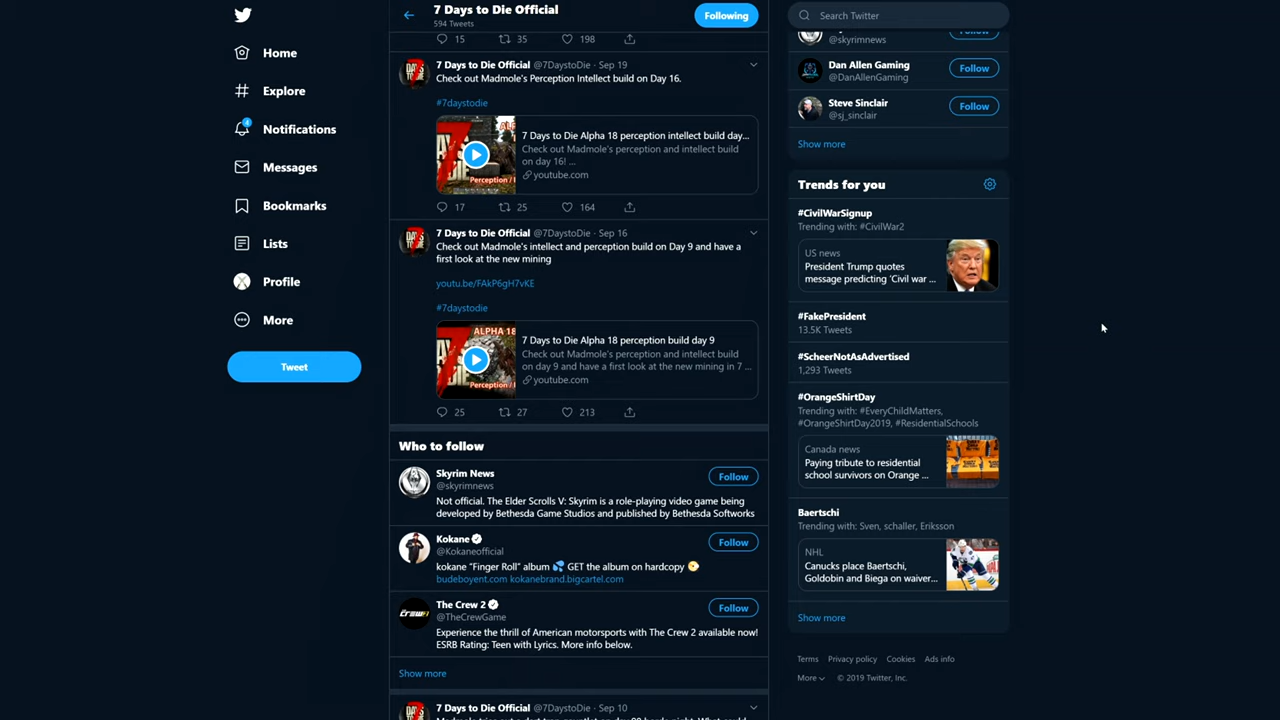 Home
Explore
4
Notifications
Messages
Bookmarks
Lists
Profile
More
Tweet
7 Days to Die Official
594 Tweets
Following
15 35 198
7 Days to Die Official @7DaystoDie · Sep 19
Check out Madmole's Perception Intellect build on Day 16.
#7daystodie
7 Days to Die Alpha 18 perception intellect build day...
Check out Madmole's perception and intellect build
on day 16! ...
youtube.com
17 25 164
7 Days to Die Official @7DaystoDie · Sep 16
Check out Madmole's intellect and perception build on Day 9 and have a
first look at the new mining
youtu.be/FAkP6gH7vKE
#7daystodie
ALPHA 18
7 Days to Die Alpha 18 perception build day 9
Check out Madmole's perception and intellect build
on day 9 and have a first look at the new mining in 7 ...
youtube.com
25 27 213
Who to follow
Skyrim News
@skyrimnews
Follow
Not official. The Elder Scrolls V: Skyrim is a role-playing video game being
developed by Bethesda Game Studios and published by Bethesda Softworks
Kokane
@Kokaneofficial
Follow
kokane "Finger Roll" album 💦 GET the album on hardcopy
budeboyent.com kokanebrand.bigcartel.com
The Crew 2
@TheCrewGame
Follow
Experience the thrill of American motorsports with The Crew 2 available now!
ESRB Rating: Teen with Lyrics. More info below.
Show more
7 Days to Die Official @7DaystoDie · Sep 10
Search Twitter
@skyrimnews
Follow
Dan Allen Gaming
@DanAllenGaming
Follow
Steve Sinclair
@sj_sinclair
Follow
Show more
Trends for you
#CivilWarSignup
Trending with: #CivilWar2
US news
President Trump quotes
message predicting 'Civil war ...
#FakePresident
13.5K Tweets
#ScheerNotAsAdvertised
1,293 Tweets
#OrangeShirtDay
Trending with: #EveryChildMatters,
#OrangeShirtDay2019, #ResidentialSchools
Canada news
Paying tribute to residential
school survivors on Orange ...
Baertschi
Trending with: Sven, schaller, Eriksson
NHL
Canucks place Baertschi,
Goldobin and Biega on waiver...
Show more
Terms Privacy policy Cookies Ads info
More © 2019 Twitter, Inc.